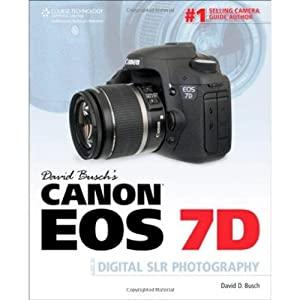 COURSE TECHNOLOGY
#1 SELLING CAMERA
GUIDE AUTHOR
Canon
EOS
7D
David Busch's
CANON
EOS 7D
DIGITAL SLR PHOTOGRAPHY
David D. Busch